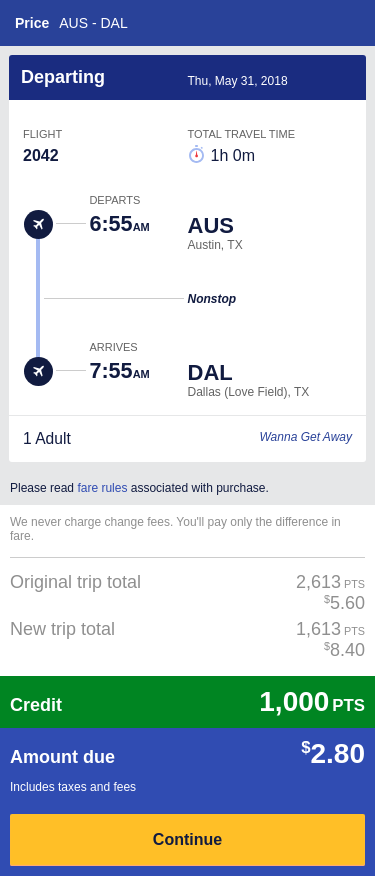 Price AUS - DAL
Departing Thu, May 31, 2018
FLIGHT TOTAL TRAVEL TIME
2042 1h 0m
DEPARTS
6:55AM AUS
Austin, TX
Nonstop
ARRIVES
7:55AM DAL
Dallas (Love Field), TX
1 Adult Wanna Get Away
Please read fare rules associated with purchase.
We never charge change fees. You'll pay only the difference in
fare.
Original trip total 2,613 PTS
$5.60
New trip total 1,613 PTS
$8.40
Credit 1,000 PTS
Amount due $2.80
Includes taxes and fees
Continue